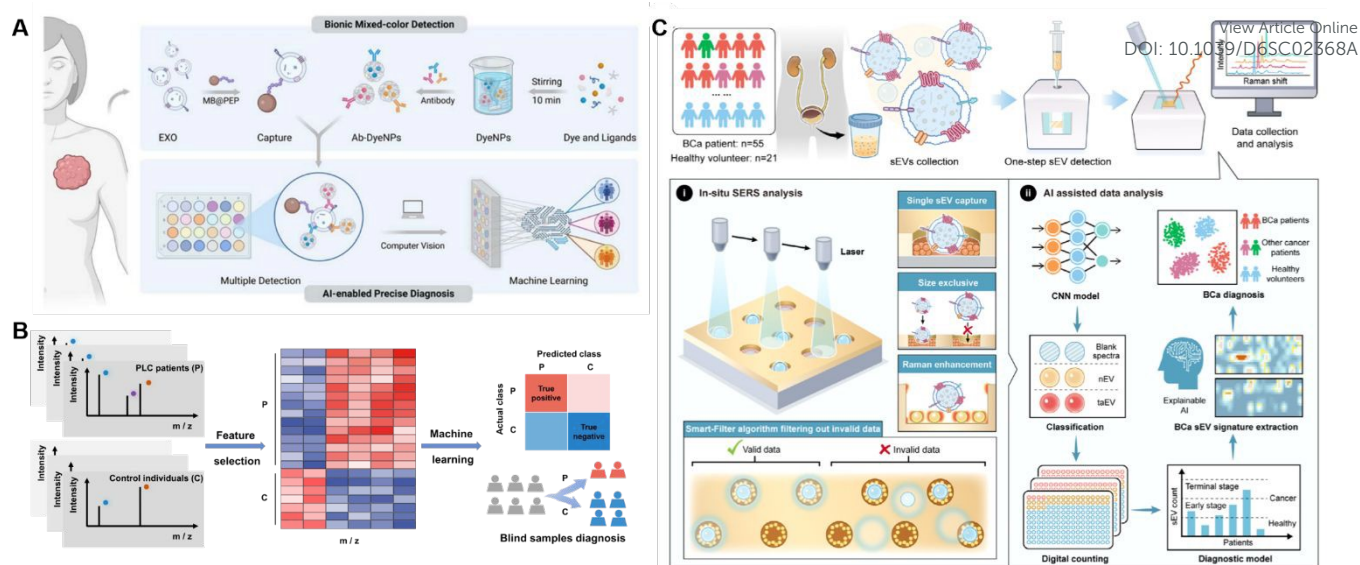 A
Bionic Mixed-color Detection
MB@PEP
Antibody
Stirring
10 min
EXO
Capture
Ab-DyeNPs
DyeNPs
Dye and Ligands
Computer Vision
Multiple Detection
Machine Learning
AI-enabled Precise Diagnosis
B
Intensity
Intensity
Intensity
PLC patients (P)
m / z
Intensity
Intensity
Intensity
Control individuals (C)
m / z
Feature
selection
P
C
m / z
Machine
learning
Predicted class
P
C
Actual class
P
C
True
positive
True
negative
P
C
Blind samples diagnosis
C
View Article Online
DOI: 10.1039/D6SC02368A
BCa patient: n=55
Healthy volunteer: n=21
sEVs collection
One-step sEV detection
Intensity
Raman shift
Data collection
and analysis
i In-situ SERS analysis
Laser
Single sEV capture
Size exclusive
Raman enhancement
Smart-Filter algorithm filtering out invalid data
Valid data
Invalid data
ii AI assisted data analysis
CNN model
BCa patients
Other cancer
patients
Healthy
volunteers
BCa diagnosis
Blank
spectra
nEV
taEV
Classification
Explainable
AI
BCa sEV signature extraction
Digital counting
sEV count
Terminal stage
Early stage
Cancer
Healthy
Patients
Diagnostic model